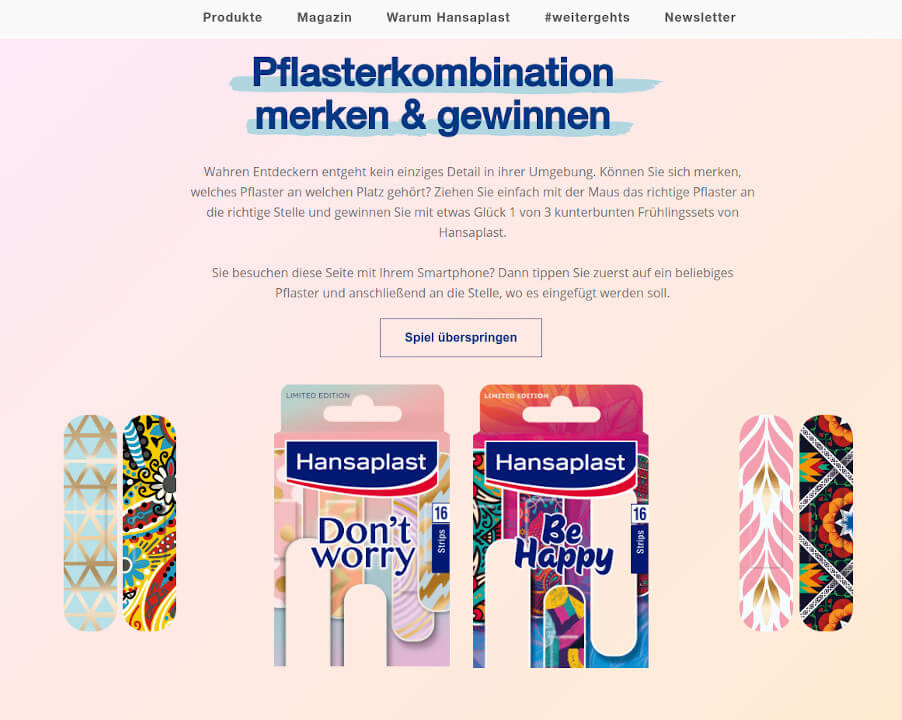 Produkte Magazin Warum Hansaplast #weitergehts Newsletter
Pflasterkombination
merken & gewinnen
Wahren Entdeckern entgeht kein einziges Detail in ihrer Umgebung. Können Sie sich merken,
welches Pflaster an welchen Platz gehört? Ziehen Sie einfach mit der Maus das richtige Pflaster an
die richtige Stelle und gewinnen Sie mit etwas Glück 1 von 3 kunterbunten Frühlingssets von
Hansaplast.
Sie besuchen diese Seite mit Ihrem Smartphone? Dann tippen Sie zuerst auf ein beliebiges
Pflaster und anschließend an die Stelle, wo es eingefügt werden soll.
Spiel überspringen
LIMITED EDITION
Hansaplast
Don't
worry
16
Strips
LIMITED EDITION
Hansaplast
Be
Happy
16
Strips